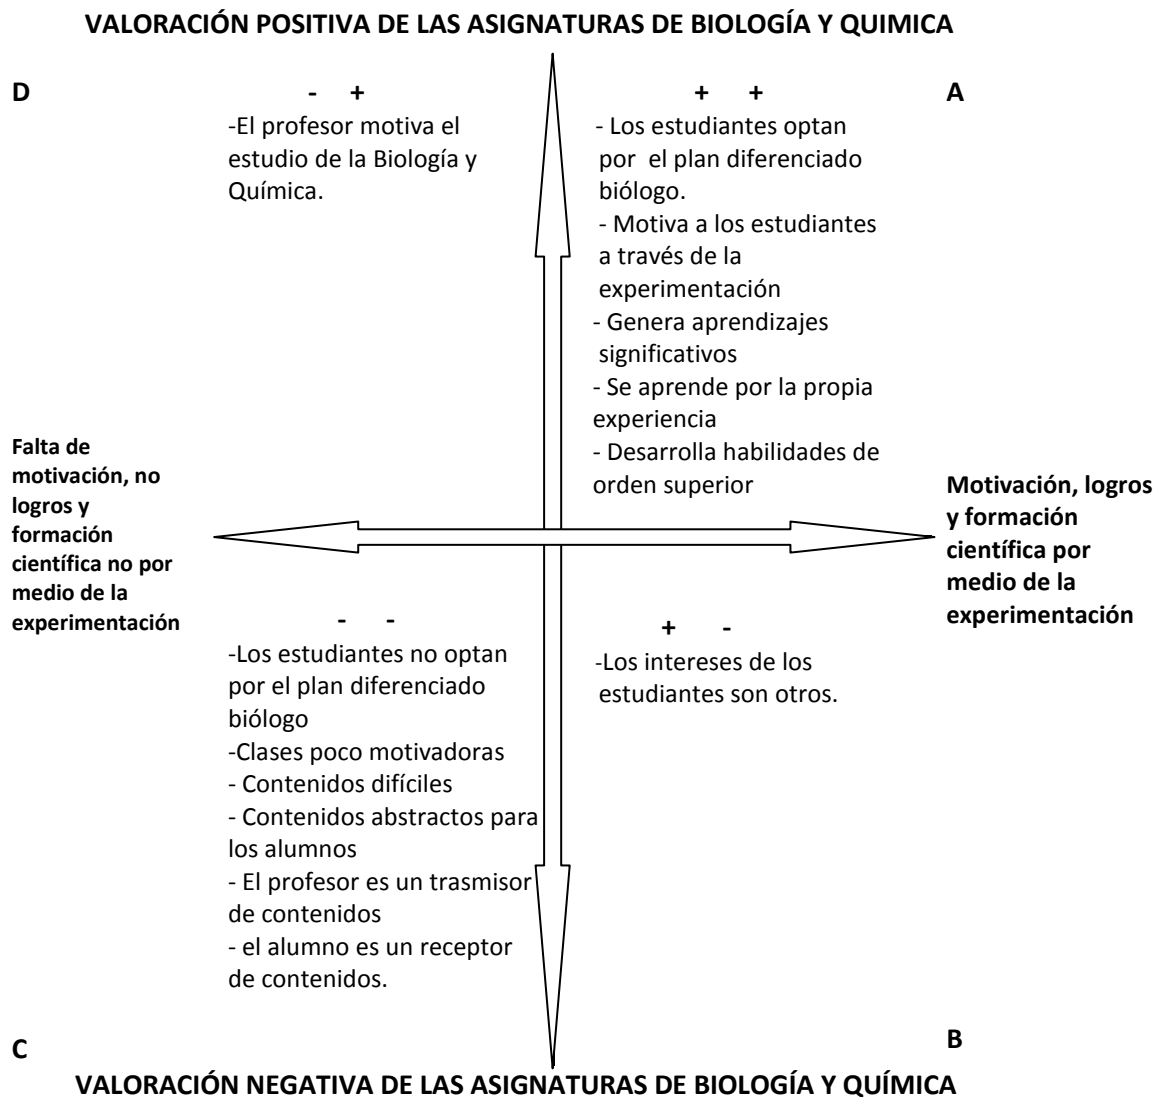 VALORACIÓN POSITIVA DE LAS ASIGNATURAS DE BIOLOGÍA Y QUIMICA
D
- +
-El profesor motiva el
estudio de la Biología y
Química.
+ +
- Los estudiantes optan
por el plan diferenciado
biólogo.
- Motiva a los estudiantes
a través de la
experimentación
- Genera aprendizajes
significativos
- Se aprende por la propia
experiencia
- Desarrolla habilidades de
orden superior
A
Falta de
motivación, no
logros y
formación
científica no por
medio de la
experimentación
Motivación, logros
y formación
científica por
medio de la
experimentación
- -
-Los estudiantes no optan
por el plan diferenciado
biólogo
-Clases poco motivadoras
- Contenidos difíciles
- Contenidos abstractos para
los alumnos
- El profesor es un trasmisor
de contenidos
- el alumno es un receptor
de contenidos.
+ -
-Los intereses de los
estudiantes son otros.
C
B
VALORACIÓN NEGATIVA DE LAS ASIGNATURAS DE BIOLOGÍA Y QUÍMICA